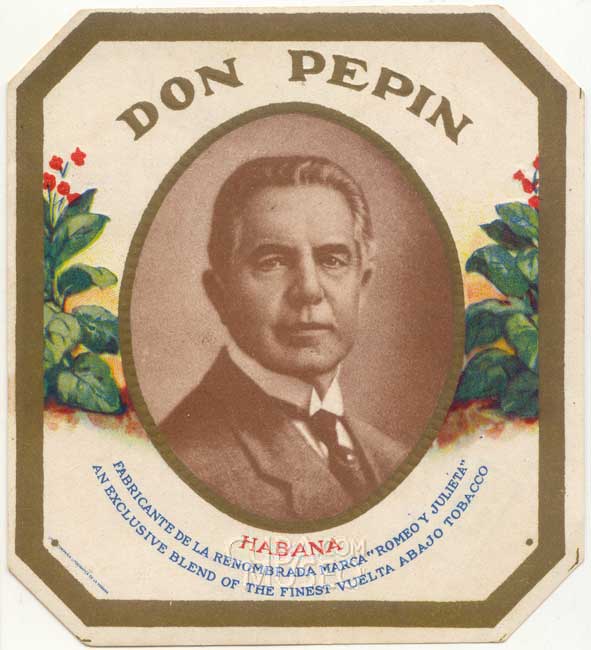 DON PEPIN
HABANA
FABRICANTE DE LA RENOMBRADA MARCA "ROMEO Y JULIETA"
AN EXCLUSIVE BLEND OF THE FINEST VUELTA ABAJO TOBACCO
MUSEUM